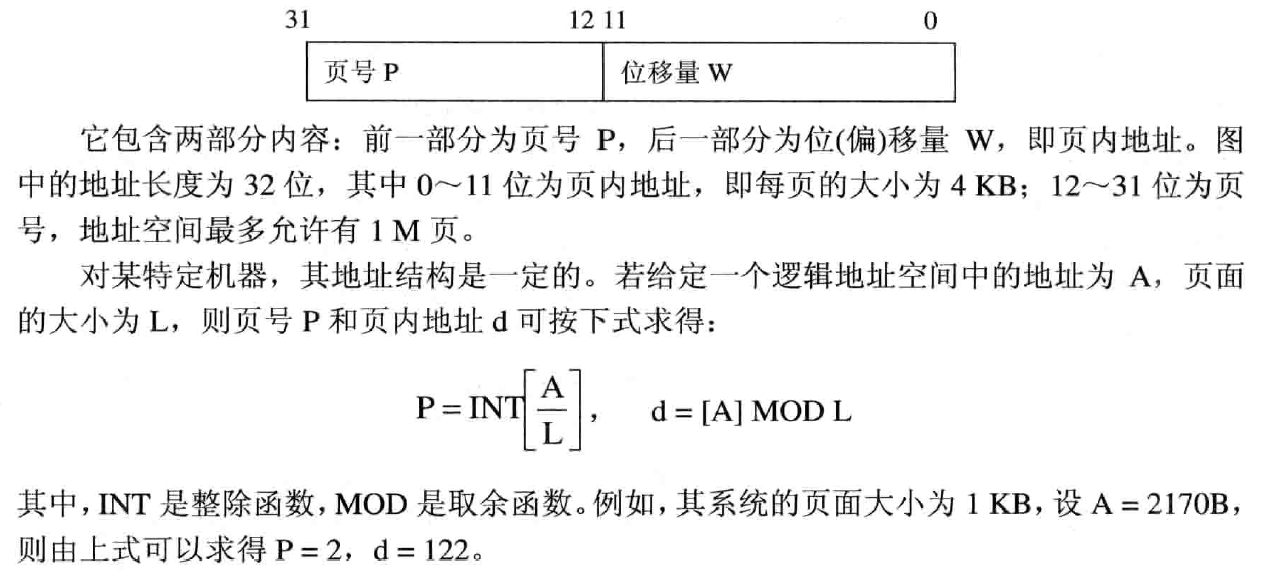 31 12 11 0
页号 P 位移量 W
它包含两部分内容：前一部分为页号 P，后一部分为位(偏)移量 W，即页内地址。图
中的地址长度为 32 位，其中 0～11 位为页内地址，即每页的大小为 4 KB；12～31 位为页
号，地址空间最多允许有 1 M 页。
对某特定机器，其地址结构是一定的。若给定一个逻辑地址空间中的地址为 A，页面
的大小为 L，则页号 P 和页内地址 d 可按下式求得：
P = INT[A/L]， d = [A] MOD L
其中，INT 是整除函数，MOD 是取余函数。例如，其系统的页面大小为 1 KB，设 A = 2170B，
则由上式可以求得 P = 2，d = 122。